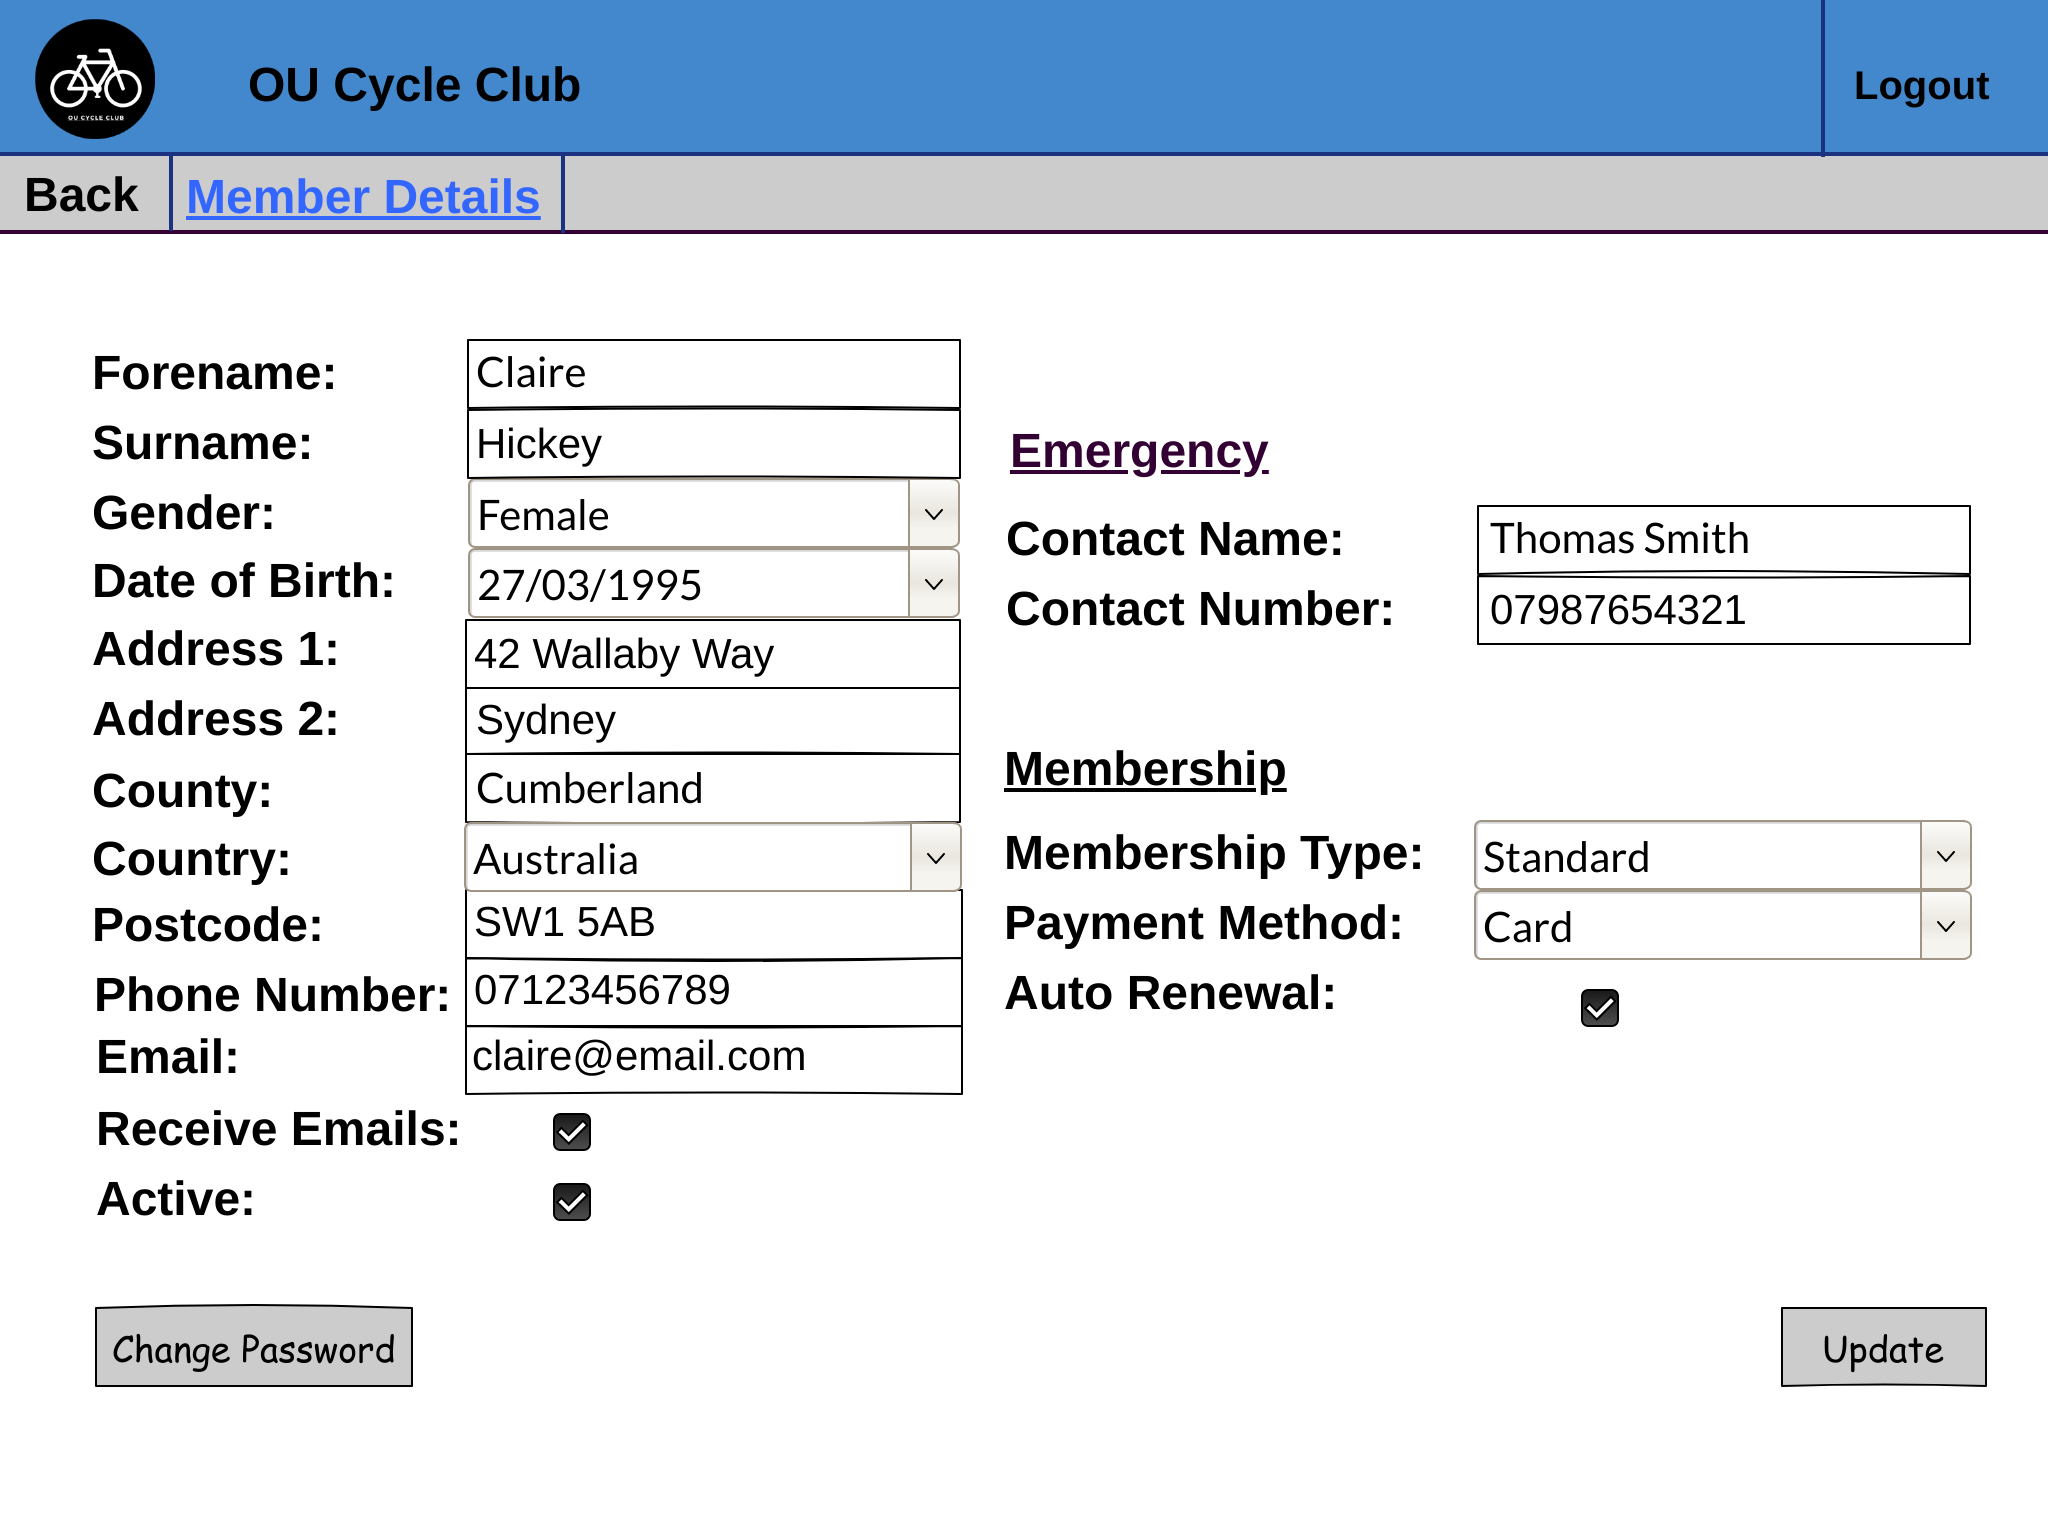 OU CYCLE CLUB
OU Cycle Club
Logout
Back
Member Details
Forename: Claire
Surname: Hickey
Gender: Female
Date of Birth: 27/03/1995
Address 1: 42 Wallaby Way
Address 2: Sydney
County: Cumberland
Country: Australia
Postcode: SW1 5AB
Phone Number: 07123456789
Email: claire@email.com
Receive Emails:
Active:
Emergency
Contact Name: Thomas Smith
Contact Number: 07987654321
Membership
Membership Type: Standard
Payment Method: Card
Auto Renewal:
Change Password
Update